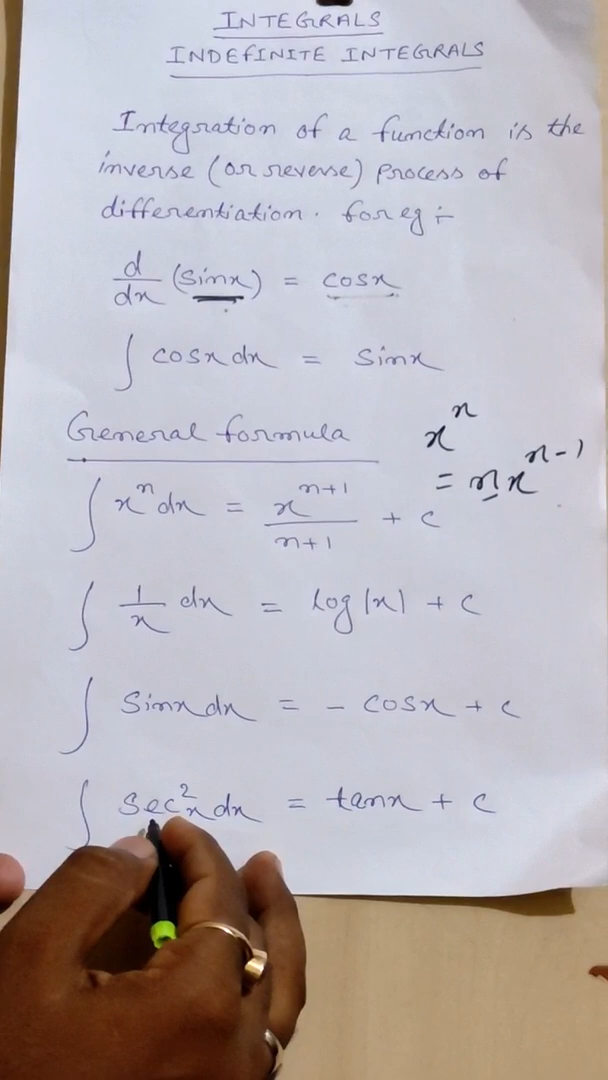 INTEGRALS
INDEFINITE INTEGRALS
Integration of a function is the
inverse (or reverse) process of
differentiation. for eg :-
d/dx (sinx) = cosx
∫ cosx dx = sinx
General formula
x^n
= nx^(n-1)
∫ x^n dx = x^(n+1)/(n+1) + c
∫ 1/x dx = log|x| + c
∫ sinx dx = - cosx + c
∫ sec²x dx = tanx + c